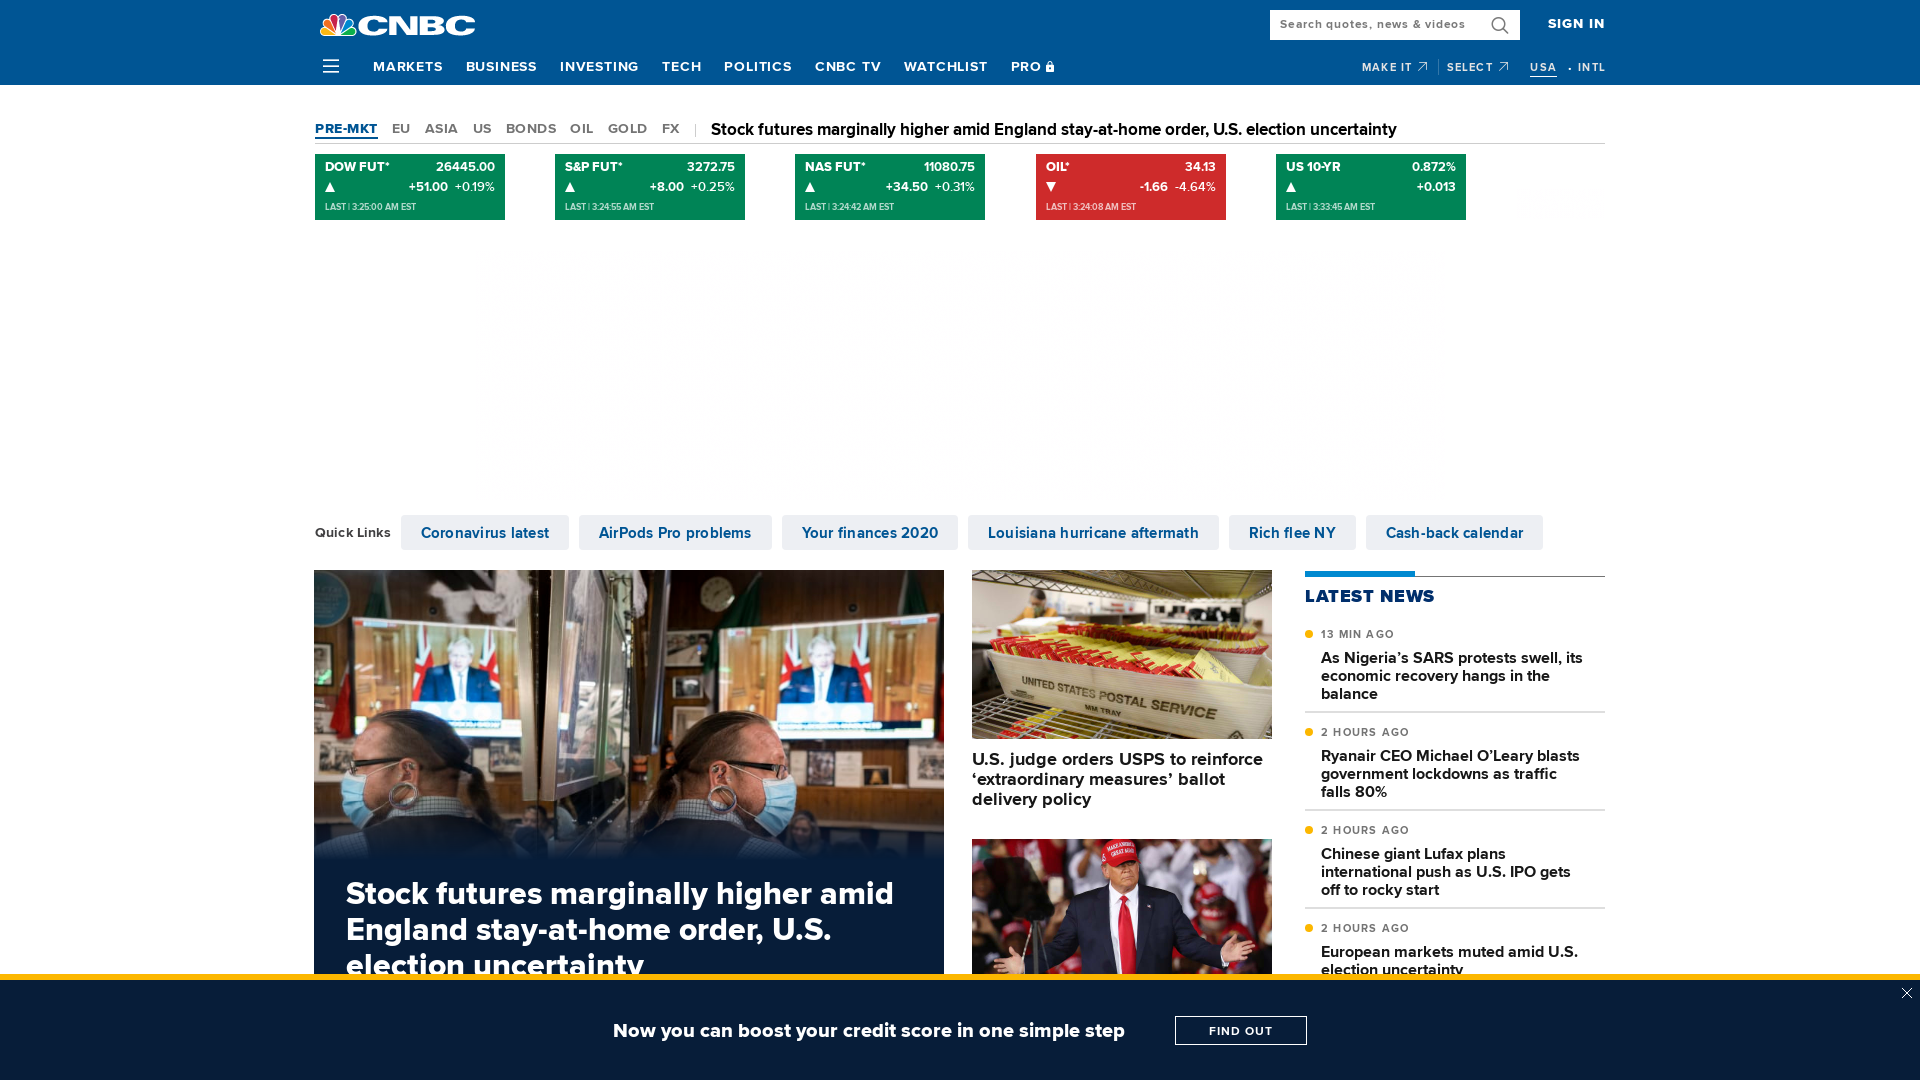 CNBC
Search quotes, news & videos
SIGN IN
MARKETS BUSINESS INVESTING TECH POLITICS CNBC TV WATCHLIST PRO
MAKE IT SELECT USA • INTL
PRE-MKT EU ASIA US BONDS OIL GOLD FX
Stock futures marginally higher amid England stay-at-home order, U.S. election uncertainty
DOW FUT* 26445.00
+51.00 +0.19%
LAST | 3:25:00 AM EST
S&P FUT* 3272.75
+8.00 +0.25%
LAST | 3:24:55 AM EST
NAS FUT* 11080.75
+34.50 +0.31%
LAST | 3:24:42 AM EST
OIL* 34.13
-1.66 -4.64%
LAST | 3:24:08 AM EST
US 10-YR 0.872%
+0.013
LAST | 3:33:45 AM EST
Quick Links Coronavirus latest AirPods Pro problems Your finances 2020 Louisiana hurricane aftermath Rich flee NY Cash-back calendar
Stock futures marginally higher amid
England stay-at-home order, U.S.
election uncertainty
UNITED STATES POSTAL SERVICE
MM TRAY
U.S. judge orders USPS to reinforce
‘extraordinary measures’ ballot
delivery policy
MAKE AMERICA
GREAT AGAIN
LATEST NEWS
13 MIN AGO
As Nigeria’s SARS protests swell, its
economic recovery hangs in the
balance
2 HOURS AGO
Ryanair CEO Michael O’Leary blasts
government lockdowns as traffic
falls 80%
2 HOURS AGO
Chinese giant Lufax plans
international push as U.S. IPO gets
off to rocky start
2 HOURS AGO
European markets muted amid U.S.
election uncertainty
Now you can boost your credit score in one simple step
FIND OUT